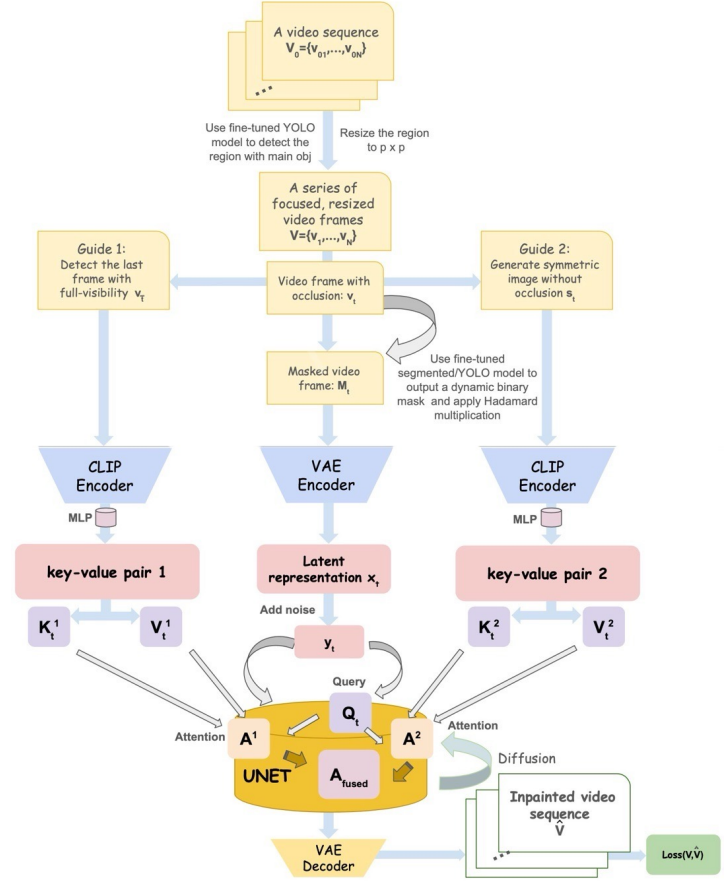 A video sequence
V₀={v₀₁,...,v₀N}
...
Use fine-tuned YOLO
model to detect the
region with main obj
Resize the region
to p x p
A series of
focused, resized
video frames
V={v₁,...,vN}
Guide 1:
Detect the last
frame with
full-visibility v_t̄
Video frame with
occlusion: vₜ
Guide 2:
Generate symmetric
image without
occlusion sₜ
Masked video
frame: Mₜ
Use fine-tuned
segmented/YOLO model to
output a dynamic binary
mask and apply Hadamard
multiplication
CLIP
Encoder
VAE
Encoder
CLIP
Encoder
MLP
MLP
key-value pair 1
Latent
representation xₜ
key-value pair 2
Add noise
Kₜ¹
Vₜ¹
yₜ
Kₜ²
Vₜ²
Query
Qₜ
Attention
A¹
A²
Attention
UNET
A_fused
Diffusion
VAE
Decoder
Inpainted video
sequence
V̂
...
Loss(V,V̂)